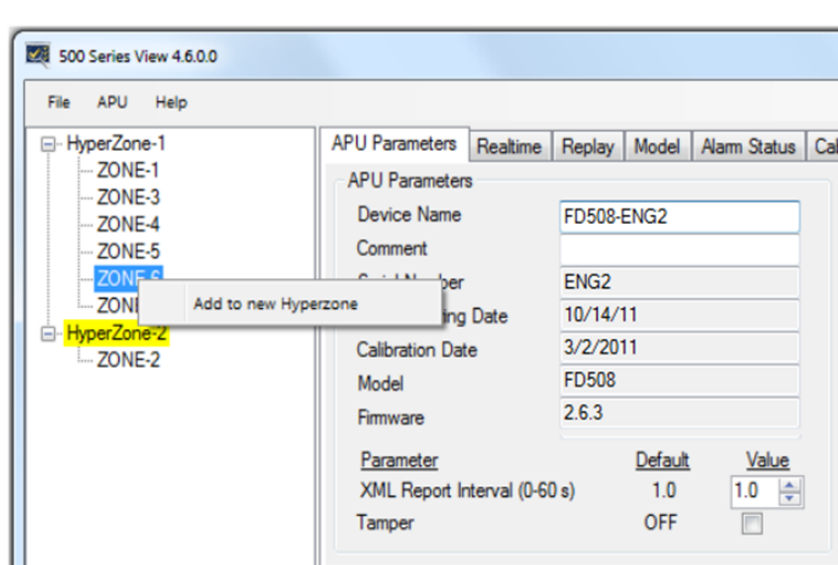 500 Series View 4.6.0.0
File APU Help
HyperZone-1
ZONE-1
ZONE-3
ZONE-4
ZONE-5
ZONE-6
HyperZone-2
ZONE-2
Add to new Hyperzone
APU Parameters Realtime Replay Model Alarm Status
APU Parameters
Device Name FD508-ENG2
Comment
ENG2
Date 10/14/11
Calibration Date 3/2/2011
Model FD508
Firmware 2.6.3
Parameter Default Value
XML Report Interval (0-60 s) 1.0 1.0
Tamper OFF